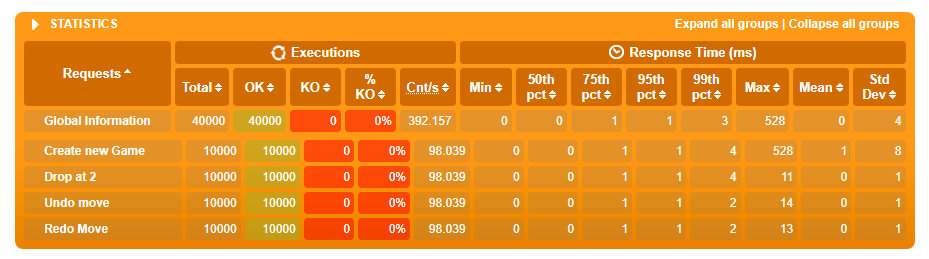 STATISTICS Expand all groups | Collapse all groups
Executions Response Time (ms)
Requests Total OK KO % KO Cnt/s Min 50th pct 75th pct 95th pct 99th pct Max Mean Std Dev
Global Information 40000 40000 0 0% 392.157 0 0 1 1 3 528 0 4
Create new Game 10000 10000 0 0% 98.039 0 0 1 1 4 528 1 8
Drop at 2 10000 10000 0 0% 98.039 0 0 1 1 4 11 0 1
Undo move 10000 10000 0 0% 98.039 0 0 1 1 2 14 0 1
Redo Move 10000 10000 0 0% 98.039 0 0 1 1 2 13 0 1